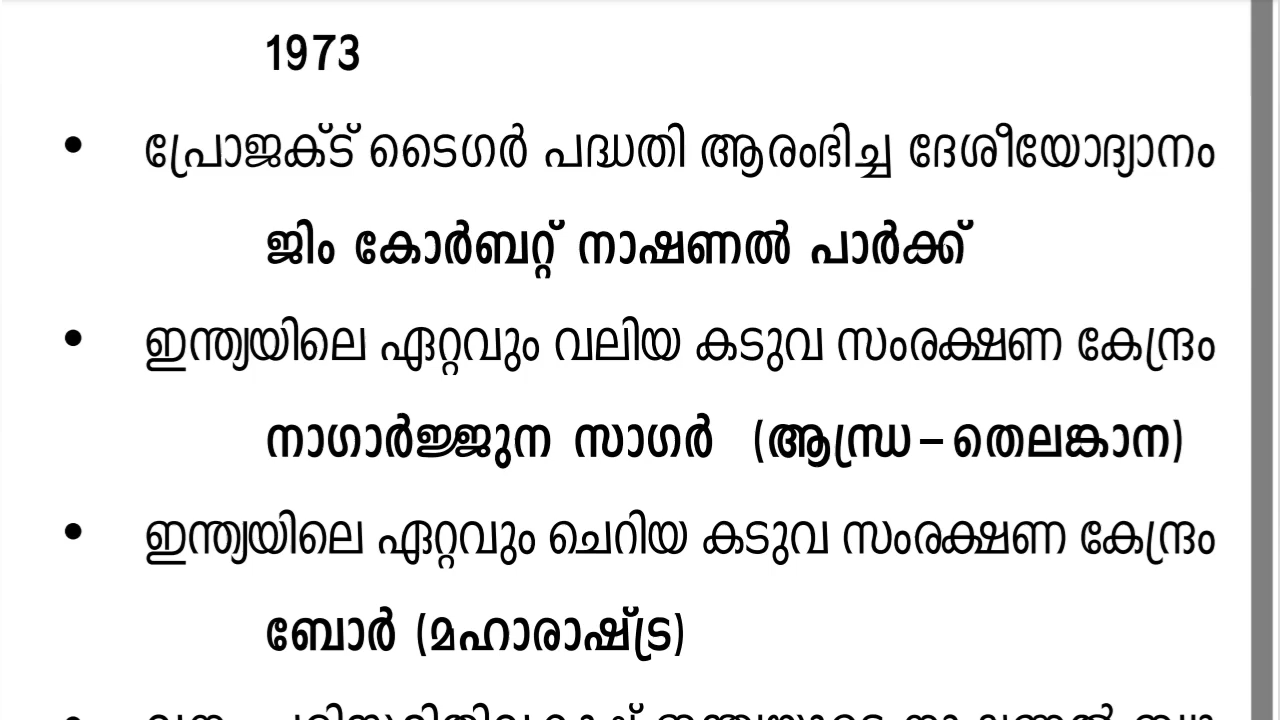 1973
• പ്രോജക്ട് ടൈഗർ പദ്ധതി ആരംഭിച്ച ദേശീയോദ്യാനം
ജിം കോർബറ്റ് നാഷണൽ പാർക്ക്
• ഇന്ത്യയിലെ ഏറ്റവും വലിയ കടുവ സംരക്ഷണ കേന്ദ്രം
നാഗാർജ്ജുന സാഗർ (ആന്ധ്ര – തെലങ്കാന)
• ഇന്ത്യയിലെ ഏറ്റവും ചെറിയ കടുവ സംരക്ഷണ കേന്ദ്രം
ബോർ (മഹാരാഷ്ട്ര)